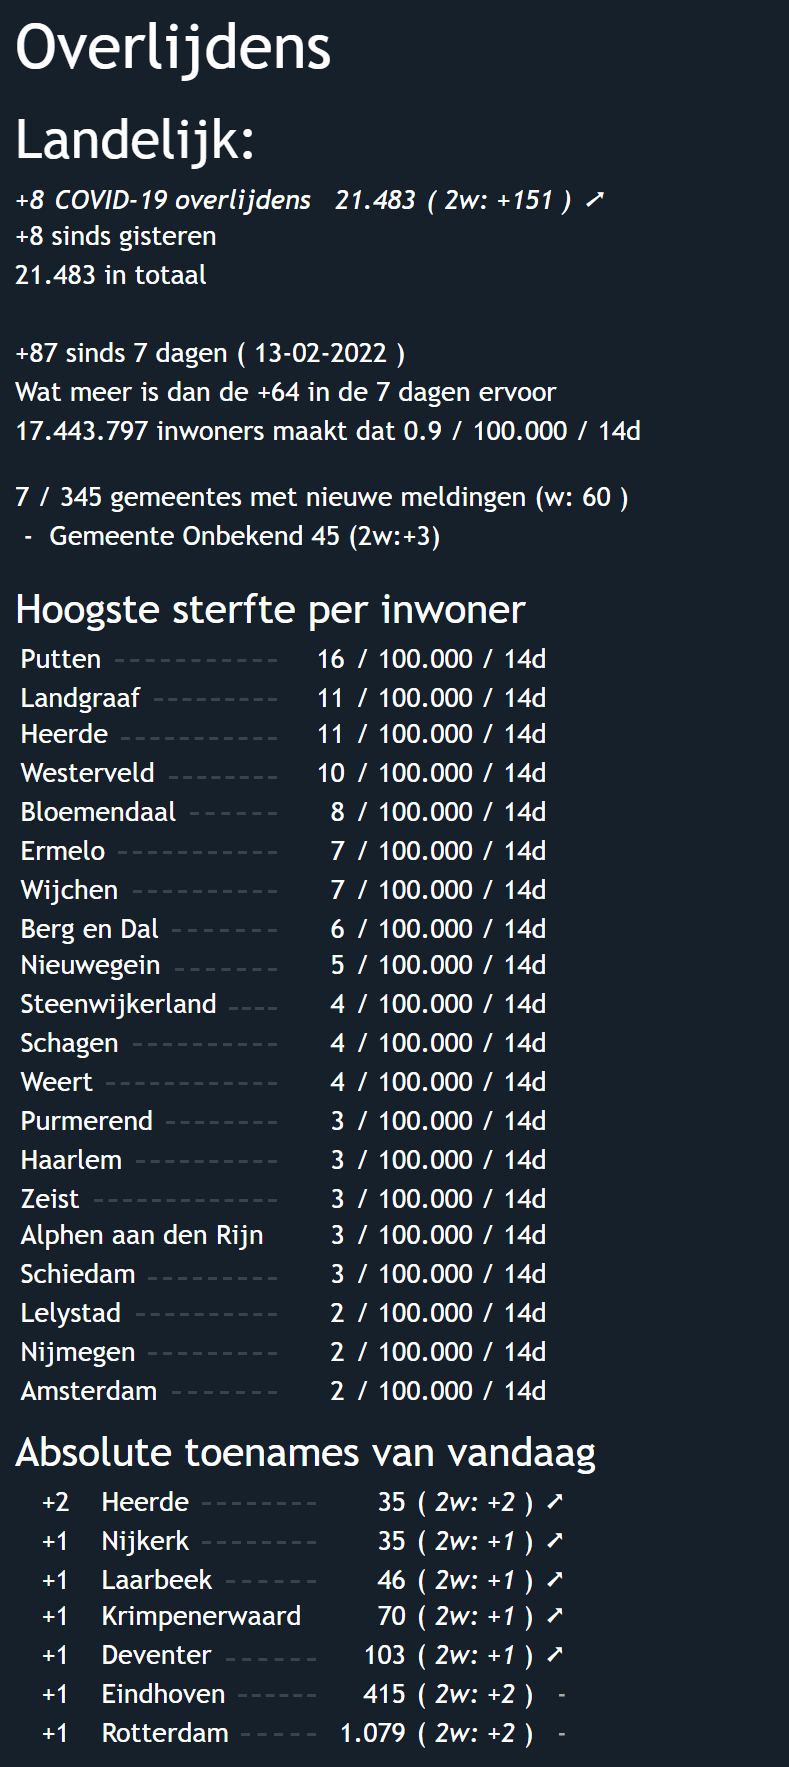 Overlijdens
Landelijk:
+8 COVID-19 overlijdens 21.483 ( 2w: +151 ) ➚
+8 sinds gisteren
21.483 in totaal
+87 sinds 7 dagen ( 13-02-2022 )
Wat meer is dan de +64 in de 7 dagen ervoor
17.443.797 inwoners maakt dat 0.9 / 100.000 / 14d
7 / 345 gemeentes met nieuwe meldingen (w: 60 )
- Gemeente Onbekend 45 (2w:+3)
Hoogste sterfte per inwoner
Putten ----------- 16 / 100.000 / 14d
Landgraaf --------- 11 / 100.000 / 14d
Heerde ----------- 11 / 100.000 / 14d
Westerveld -------- 10 / 100.000 / 14d
Bloemendaal ------ 8 / 100.000 / 14d
Ermelo ----------- 7 / 100.000 / 14d
Wijchen ---------- 7 / 100.000 / 14d
Berg en Dal ------- 6 / 100.000 / 14d
Nieuwegein ------- 5 / 100.000 / 14d
Steenwijkerland ---- 4 / 100.000 / 14d
Schagen ---------- 4 / 100.000 / 14d
Weert ------------ 4 / 100.000 / 14d
Purmerend -------- 3 / 100.000 / 14d
Haarlem ---------- 3 / 100.000 / 14d
Zeist ------------- 3 / 100.000 / 14d
Alphen aan den Rijn 3 / 100.000 / 14d
Schiedam --------- 3 / 100.000 / 14d
Lelystad ---------- 2 / 100.000 / 14d
Nijmegen --------- 2 / 100.000 / 14d
Amsterdam ------- 2 / 100.000 / 14d
Absolute toenames van vandaag
+2 Heerde -------- 35 ( 2w: +2 ) ➚
+1 Nijkerk -------- 35 ( 2w: +1 ) ➚
+1 Laarbeek ------ 46 ( 2w: +1 ) ➚
+1 Krimpenerwaard 70 ( 2w: +1 ) ➚
+1 Deventer ------ 103 ( 2w: +1 ) ➚
+1 Eindhoven ------ 415 ( 2w: +2 ) -
+1 Rotterdam ----- 1.079 ( 2w: +2 ) -